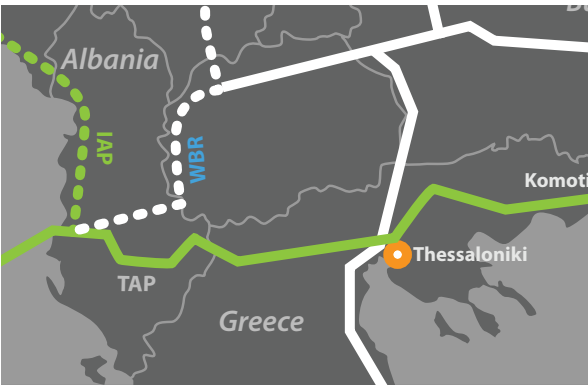 Albania
IAP
WBR
Komoti
Thessaloniki
TAP
Greece